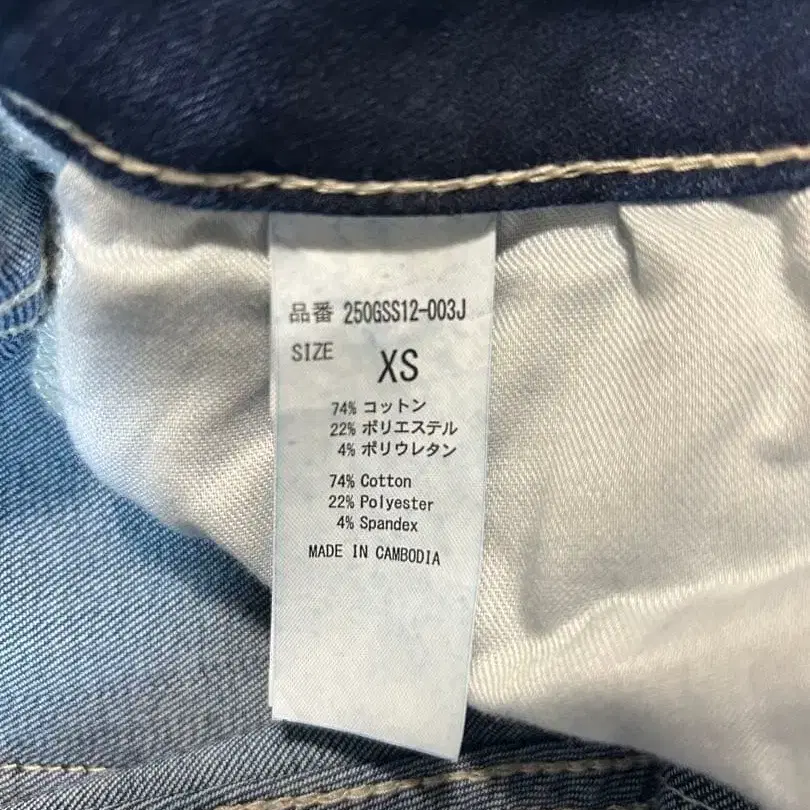 品番 250GSS12-003J
SIZE XS
74% コットン
22% ポリエステル
4% ポリウレタン
74% Cotton
22% Polyester
4% Spandex
MADE IN CAMBODIA